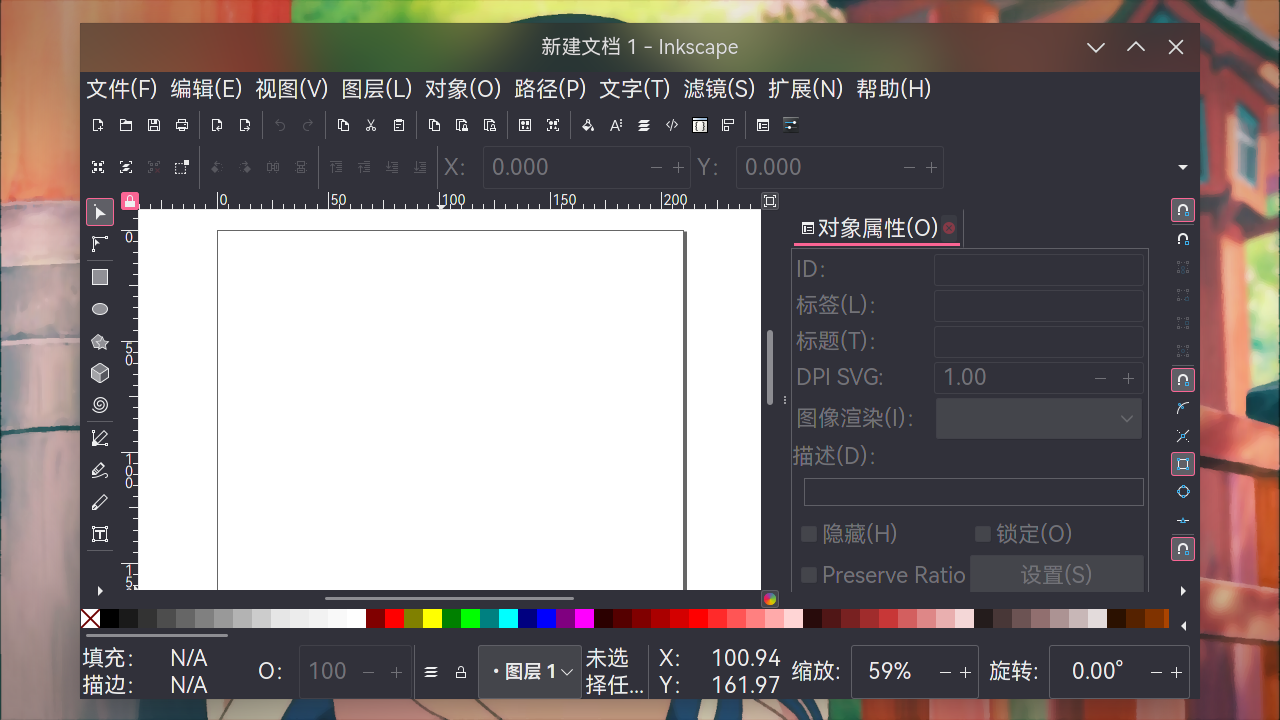 新建文档 1 - Inkscape
文件(F) 编辑(E) 视图(V) 图层(L) 对象(O) 路径(P) 文字(T) 滤镜(S) 扩展(N) 帮助(H)
X: 0.000 Y: 0.000
0 50 100 150 200
0
50
100
15
对象属性(O)
ID:
标签(L):
标题(T):
DPI SVG: 1.00
图像渲染(I):
描述(D):
隐藏(H) 锁定(O)
Preserve Ratio 设置(S)
填充: N/A
描边: N/A
O: 100
• 图层 1
未选
择任...
X: 100.94
Y: 161.97
缩放: 59%
旋转: 0.00°